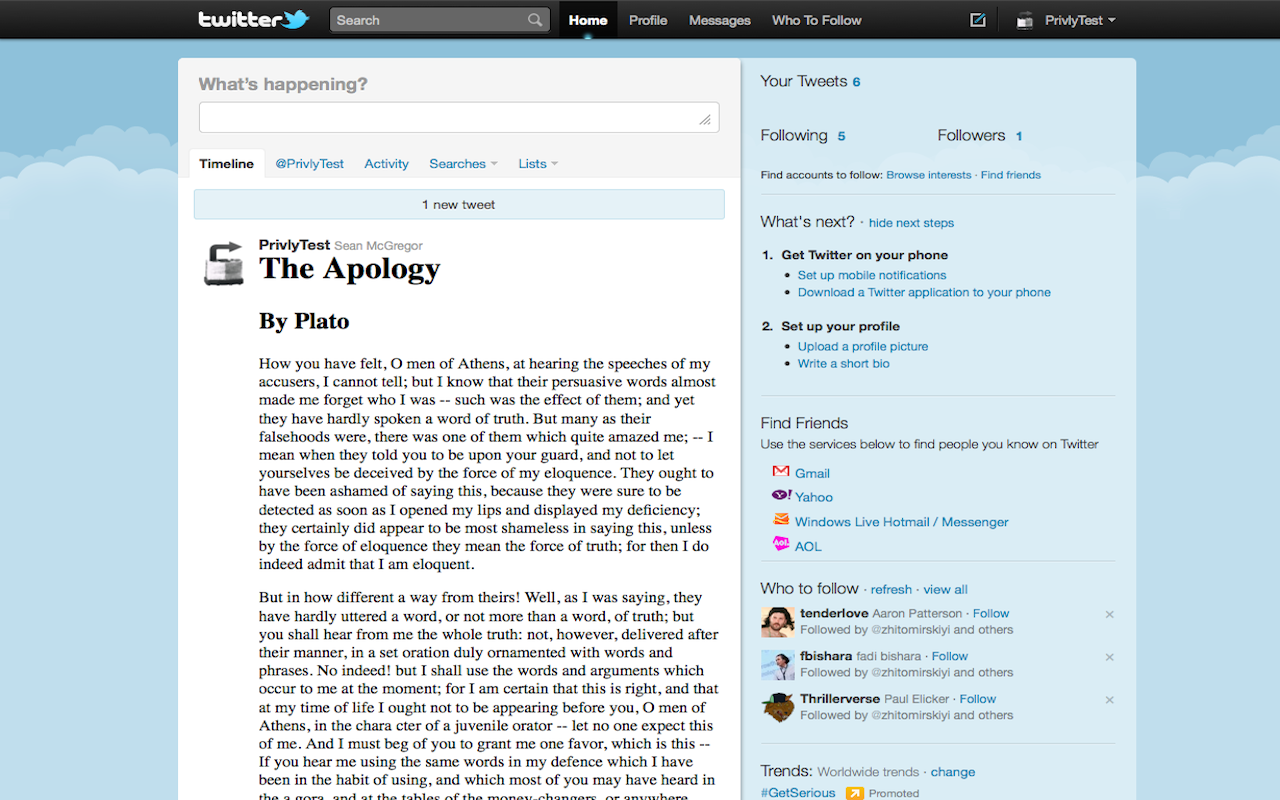 twitter
Search
Home
Profile
Messages
Who To Follow
PrivlyTest
What's happening?
Timeline
@PrivlyTest
Activity
Searches
Lists
1 new tweet
PrivlyTest Sean McGregor
The Apology
By Plato
How you have felt, O men of Athens, at hearing the speeches of my
accusers, I cannot tell; but I know that their persuasive words almost
made me forget who I was -- such was the effect of them; and yet
they have hardly spoken a word of truth. But many as their
falsehoods were, there was one of them which quite amazed me; -- I
mean when they told you to be upon your guard, and not to let
yourselves be deceived by the force of my eloquence. They ought to
have been ashamed of saying this, because they were sure to be
detected as soon as I opened my lips and displayed my deficiency;
they certainly did appear to be most shameless in saying this, unless
by the force of eloquence they mean the force of truth; for then I do
indeed admit that I am eloquent.
But in how different a way from theirs! Well, as I was saying, they
have hardly uttered a word, or not more than a word, of truth; but
you shall hear from me the whole truth: not, however, delivered after
their manner, in a set oration duly ornamented with words and
phrases. No indeed! but I shall use the words and arguments which
occur to me at the moment; for I am certain that this is right, and that
at my time of life I ought not to be appearing before you, O men of
Athens, in the chara cter of a juvenile orator -- let no one expect this
of me. And I must beg of you to grant me one favor, which is this --
If you hear me using the same words in my defence which I have
been in the habit of using, and which most of you may have heard in
the a gora, and at the tables of the money-changers, or anywhere
Your Tweets 6
Following 5
Followers 1
Find accounts to follow: Browse interests · Find friends
What's next? · hide next steps
1. Get Twitter on your phone
• Set up mobile notifications
• Download a Twitter application to your phone
2. Set up your profile
• Upload a profile picture
• Write a short bio
Find Friends
Use the services below to find people you know on Twitter
Gmail
Yahoo
Windows Live Hotmail / Messenger
AOL
Who to follow · refresh · view all
tenderlove Aaron Patterson · Follow
Followed by @zhitomirskiyi and others
fbishara fadi bishara · Follow
Followed by @zhitomirskiyi and others
Thrillerverse Paul Elicker · Follow
Followed by @zhitomirskiyi and others
Trends: Worldwide trends · change
#GetSerious Promoted